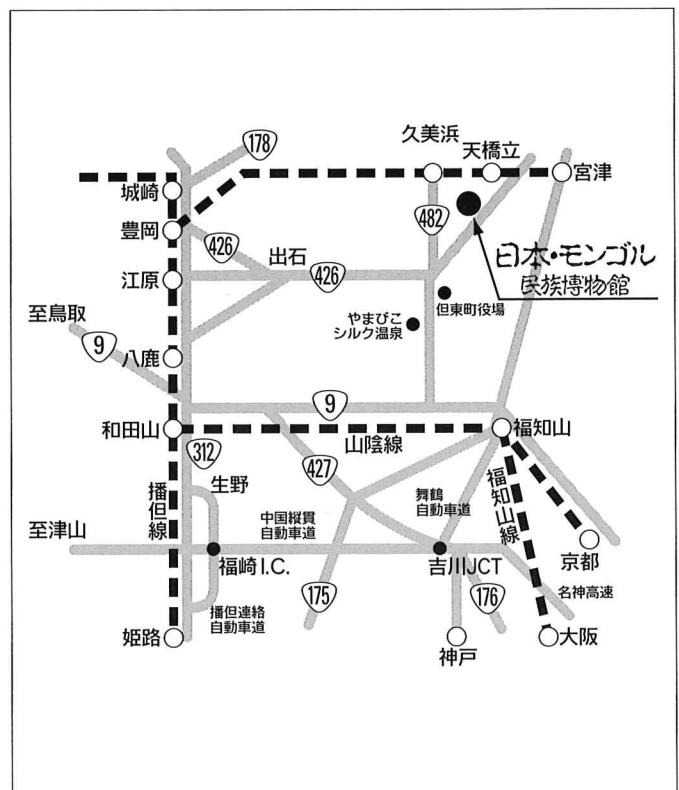 178
久美浜
天橋立
宮津
城崎
482
豊岡
426
出石
426
日本・モンゴル
民族博物館
江原
但東町役場
至鳥取
やまびこ
シルク温泉
9
八鹿
9
和田山
福知山
312
山陰線
427
生野
播但線
舞鶴
自動車道
福知山線
中国縦貫
自動車道
至津山
福崎I.C.
吉川JCT
京都
175
176
名神高速
播但連絡
自動車道
姫路
神戸
大阪